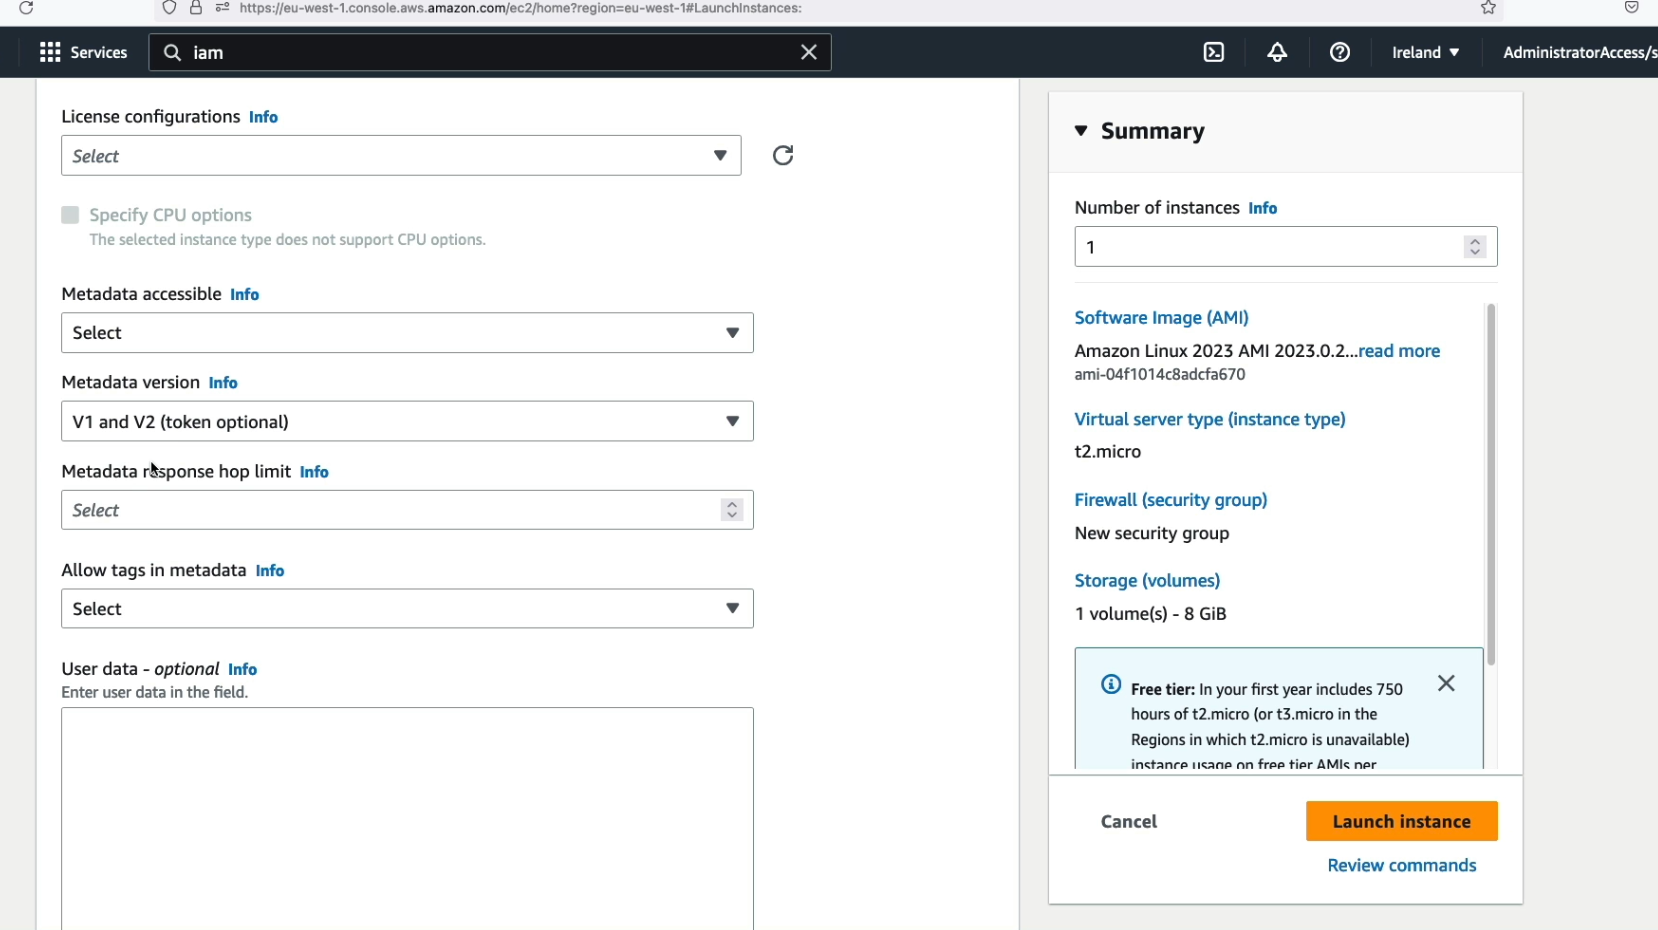 https://eu-west-1.console.aws.amazon.com/ec2/home?region=eu-west-1#LaunchInstances:
Services
iam
Ireland
AdministratorAccess/s
License configurations Info
Select
Specify CPU options
The selected instance type does not support CPU options.
Metadata accessible Info
Select
Metadata version Info
V1 and V2 (token optional)
Metadata response hop limit Info
Select
Allow tags in metadata Info
Select
User data - optional Info
Enter user data in the field.
Summary
Number of instances Info
1
Software Image (AMI)
Amazon Linux 2023 AMI 2023.0.2...read more
ami-04f1014c8adcfa670
Virtual server type (instance type)
t2.micro
Firewall (security group)
New security group
Storage (volumes)
1 volume(s) - 8 GiB
Free tier: In your first year includes 750
hours of t2.micro (or t3.micro in the
Regions in which t2.micro is unavailable)
instance usage on free tier AMIs per
Cancel
Launch instance
Review commands